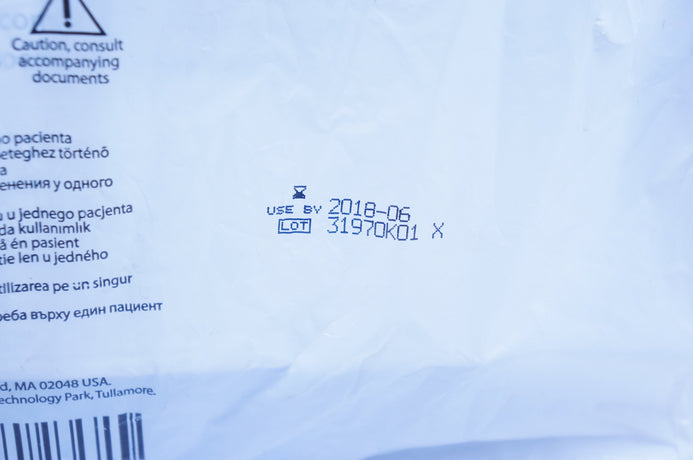 Caution, consult
accompanying
documents
o pacienta
eteghez történő
a
енения у одного
u jednego pacjenta
da kullanımlık
å én pasient
tie len u jedného
tilizarea pe un singur
реба върху един пациент
USE BY 2018-06
LOT 31970K01 X
d, MA 02048 USA.
echnology Park, Tullamore.